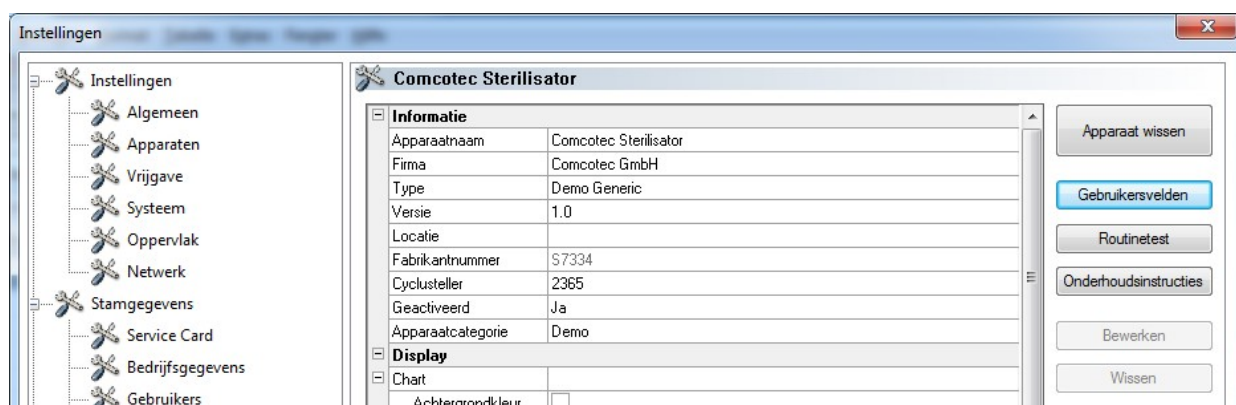 Instellingen
Instellingen
Algemeen
Apparaten
Vrijgave
Systeem
Oppervlak
Netwerk
Stamgegevens
Service Card
Bedrijfsgegevens
Gebruikers
Comcotec Sterilisator
Informatie
Apparaatnaam Comcotec Sterilisator
Firma Comcotec GmbH
Type Demo Generic
Versie 1.0
Locatie
Fabrikantnummer S7334
Cyclusteller 2365
Geactiveerd Ja
Apparaatcategorie Demo
Display
Chart
Achtergrondkleur
Apparaat wissen
Gebruikersvelden
Routinetest
Onderhoudsinstructies
Bewerken
Wissen